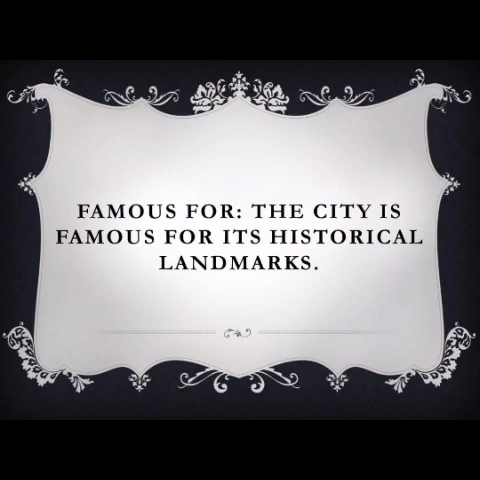 FAMOUS FOR: THE CITY IS
FAMOUS FOR ITS HISTORICAL
LANDMARKS.